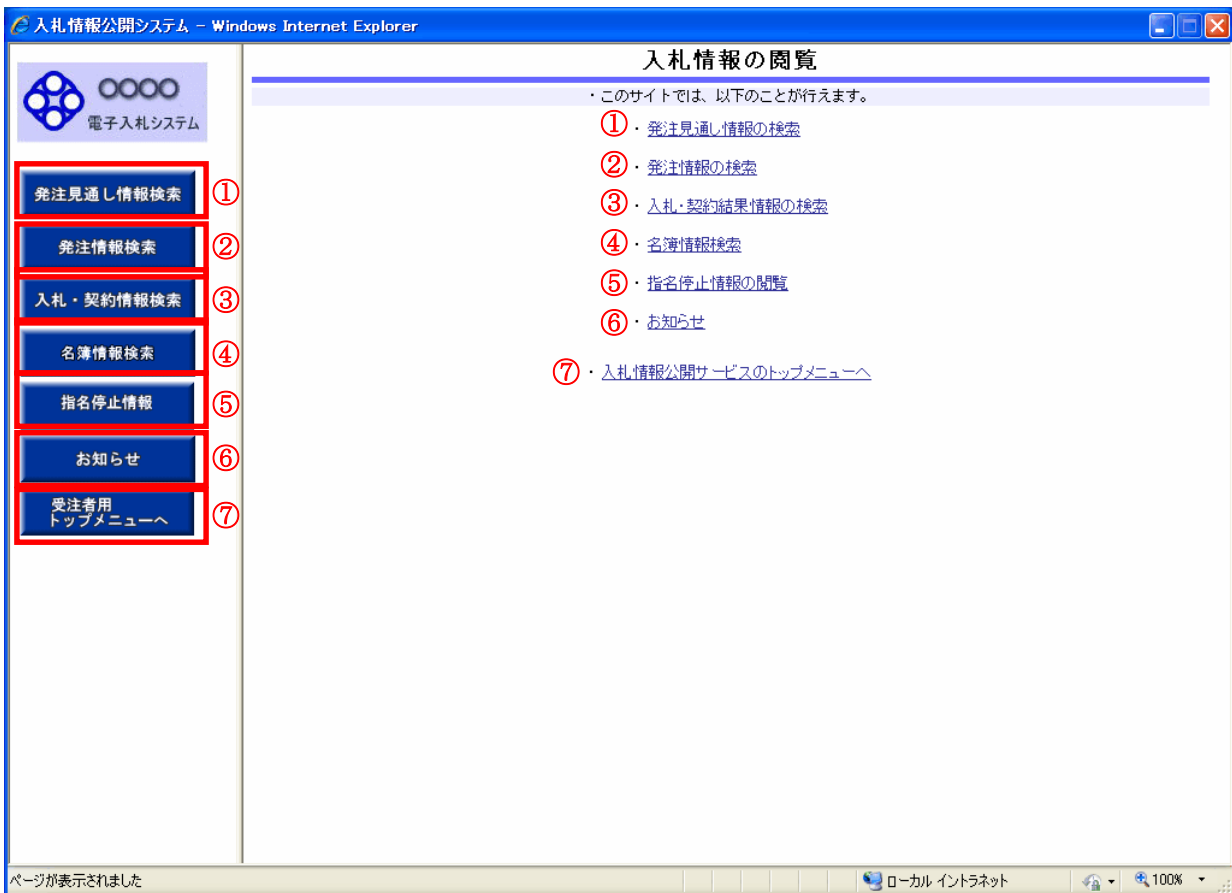 入札情報公開システム - Windows Internet Explorer
〇〇〇〇
電子入札システム
発注見通し情報検索 ①
発注情報検索 ②
入札・契約情報検索 ③
名簿情報検索 ④
指名停止情報 ⑤
お知らせ ⑥
受注者用
トップメニューへ ⑦
入札情報の閲覧
・このサイトでは、以下のことが行えます。
①・発注見通し情報の検索
②・発注情報の検索
③・入札・契約結果情報の検索
④・名簿情報検索
⑤・指名停止情報の閲覧
⑥・お知らせ
⑦・入札情報公開サービスのトップメニューへ
ページが表示されました
ローカル イントラネット
100%